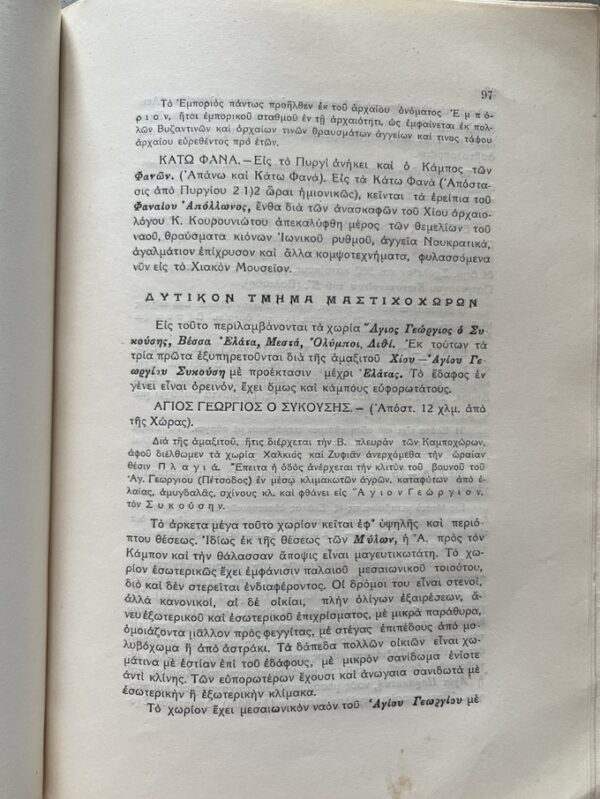 97
Τὸ Ἐμποριὸς πάντως προῆλθεν ἐκ τοῦ ἀρχαίου ὀνόματος Ἐμπό-
ριον, ἤτοι ἐμπορικοῦ σταθμοῦ ἐν τῇ ἀρχαιότητι, ὡς ἐμφαίνεται ἐκ πολ-
λῶν Βυζαντινῶν καὶ ἀρχαίων τινῶν θραυσμάτων ἀγγείων καὶ τινος τάφου
ἀρχαίου εὑρεθέντος πρὸ ἐτῶν.
ΚΑΤΩ ΦΑΝΑ.—Εἰς τὸ Πυργὶ ἀνήκει καὶ ὁ Κάμπος τῶν
Φανῶν. (Ἀπάνω καὶ Κάτω Φανά). Εἰς τὰ Κάτω Φανά (Ἀπόστα-
σις ἀπὸ Πυργίου 2 1)2 ὧραι ἡμιονικῶς), κεῖνται τὰ ἐρείπια τοῦ
Φαναίου Ἀπόλλωνος, ἔνθα διὰ τῶν ἀνασκαφῶν τοῦ Χίου ἀρχαιο-
λόγου Κ. Κουρουνιώτου ἀπεκαλύφθη μέρος τῶν θεμελίων τοῦ
ναοῦ, θραύσματα κιόνων Ἰωνικοῦ ρυθμοῦ, ἀγγεῖα Ναυκρατικά,
ἀγαλμάτιον ἐπίχρυσον καὶ ἄλλα κομψοτεχνήματα, φυλασσόμενα
νῦν εἰς τὸ Χιακὸν Μουσεῖον.
ΔΥΤΙΚΟΝ ΤΜΗΜΑ ΜΑΣΤΙΧΟΧΩΡΩΝ
Εἰς τοῦτο περιλαμβάνονται τὰ χωρία Ἅγιος Γεώργιος ὁ Συ-
κούσης, Βέσσα Ἐλάτα, Μεστά, Ὀλύμποι, Λιθί. Ἐκ τούτων τὰ
τρία πρῶτα ἐξυπηρετοῦνται διὰ τῆς ἁμαξιτοῦ Χίου—Ἁγίου Γε
ωργίου Συκούση μὲ προέκτασιν μέχρι Ἐλάτας. Τὸ ἔδαφος ἐν
γένει εἶναι ὀρεινόν, ἔχει ὅμως καὶ κάμπους εὐφορωτάτους.
ΑΓΙΟΣ ΓΕΩΡΓΙΟΣ Ο ΣΥΚΟΥΣΗΣ.— (Ἀπόστ. 12 χλμ. ἀπὸ
τῆς Χώρας).
Διὰ τῆς ἁμαξιτοῦ, ἥτις διέρχεται τὴν Β. πλευρὰν τῶν Καμποχώρων,
ἀφοῦ διέλθωμεν τὰ χωρία Χαλκιὸς καὶ Ζυφιὰν ἀνερχόμεθα τὴν ὡραίαν
θέσιν Πλαγιά. Ἔπειτα ἡ ὁδὸς ἀνέρχεται τὴν κλιτὺν τοῦ βουνοῦ τοῦ
Ἁγ. Γεωργιου (Πέτσοδος) ἐν μέσῳ κλιμακωτῶν ἀγρῶν, καταφύτων ἀπὸ ἐ-
λαίας, ἀμυγδαλᾶς, σχίνους κλ. καὶ φθάνει εἰς Ἅγιον Γεώργιον,
τὸν Συκούσην.
Τὸ ἀρκετὰ μέγα τοῦτο χωρίον κεῖται ἐφ' ὑψηλῆς καὶ περιό-
πτου θέσεως. Ἰδίως ἐκ τῆς θέσεως τῶν Μύλων, ἡ Ἀ. πρὸς τὸν
Κάμπον καὶ τὴν θάλασσαν ἄποψις εἶναι μαγευτικωτάτη. Τὸ χω-
ρίον ἐσωτερικῶς ἔχει ἐμφάνισιν παλαιοῦ μεσαιωνικοῦ τοιούτου,
διὸ καὶ δὲν στερεῖται ἐνδιαφέροντος. Οἱ δρόμοι του εἶναι στενοί,
ἀλλὰ κανονικοί, αἱ δὲ οἰκίαι, πλὴν ὀλίγων ἐξαιρέσεων, ἄ-
νευ ἐξωτερικοῦ καὶ ἐσωτερικοῦ ἐπιχρίσματος, μὲ μικρὰ παράθυρα,
ὁμοιάζοντα μᾶλλον πρὸς φεγγίτας, μὲ στέγας ἐπιπέδους ἀπὸ μο-
λυβόχωμα ἢ ἀπὸ ἀστράκι. Τὰ δάπεδα πολλῶν οἰκιῶν εἶναι χω-
μάτινα μὲ ἑστίαν ἐπὶ τοῦ ἐδάφους, μὲ μικρὸν σανίδωμα ἐνίοτε
ἀντὶ κλίνης. Τῶν εὐπορωτέρων ἔχουσι καὶ ἀνώγαια σανιδωτὰ μὲ
ἐσωτερικὴν ἢ ἐξωτερικὴν κλίμακα.
Τὸ χωρίον ἔχει μεσαιωνικὸν ναὸν τοῦ Ἁγίου Γεωργίου μὲ